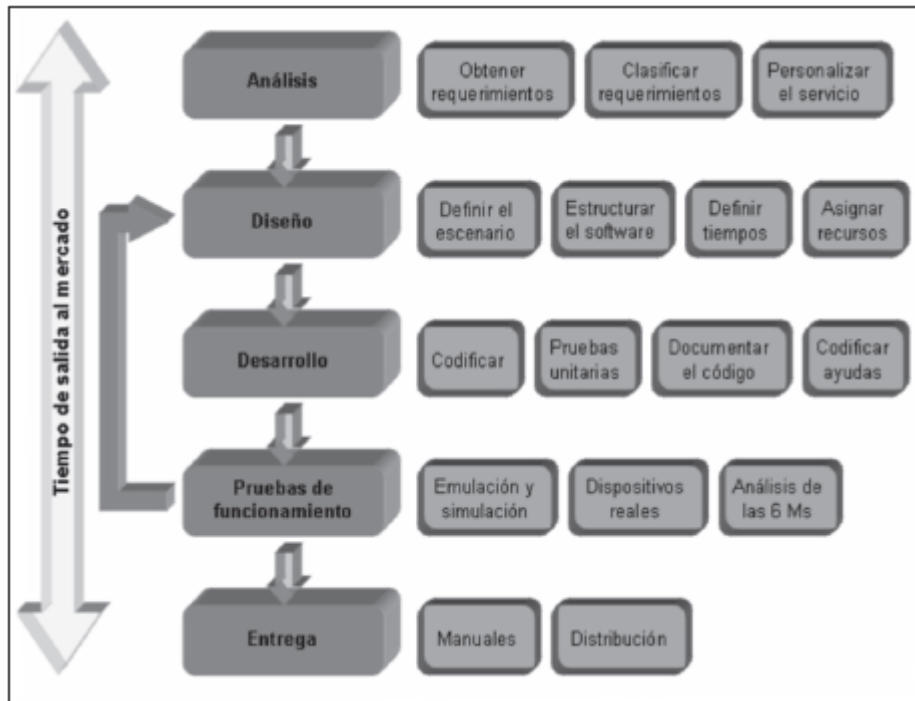 Tiempo de salida al mercado
Análisis
Obtener
requerimientos
Clasificar
requerimientos
Personalizar
el servicio
Diseño
Definir el
escenario
Estructurar
el software
Definir
tiempos
Asignar
recursos
Desarrollo
Codificar
Pruebas
unitarias
Documentar
el código
Codificar
ayudas
Pruebas de
funcionamiento
Emulación y
simulación
Dispositivos
reales
Análisis de
las 6 Ms
Entrega
Manuales
Distribución